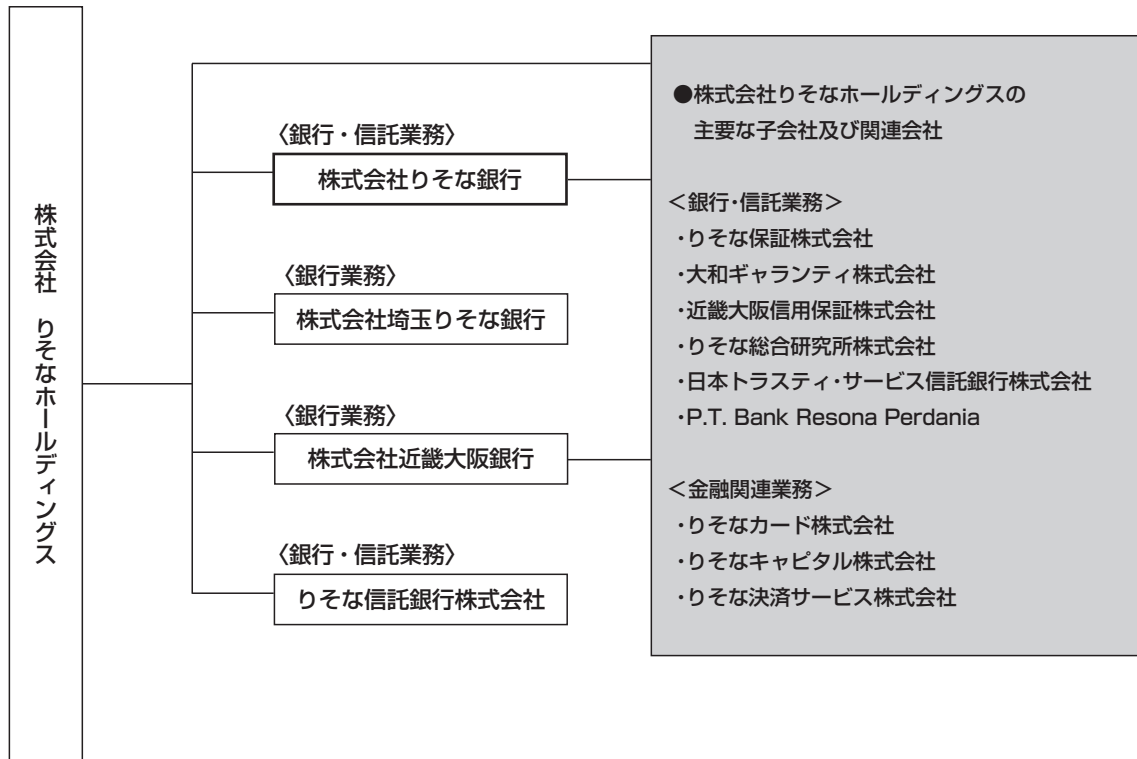 株式会社 りそなホールディングス
〈銀行・信託業務〉
株式会社りそな銀行
〈銀行業務〉
株式会社埼玉りそな銀行
〈銀行業務〉
株式会社近畿大阪銀行
〈銀行・信託業務〉
りそな信託銀行株式会社
●株式会社りそなホールディングスの
主要な子会社及び関連会社
＜銀行・信託業務＞
・りそな保証株式会社
・大和ギャランティ株式会社
・近畿大阪信用保証株式会社
・りそな総合研究所株式会社
・日本トラスティ・サービス信託銀行株式会社
・P.T. Bank Resona Perdania
＜金融関連業務＞
・りそなカード株式会社
・りそなキャピタル株式会社
・りそな決済サービス株式会社